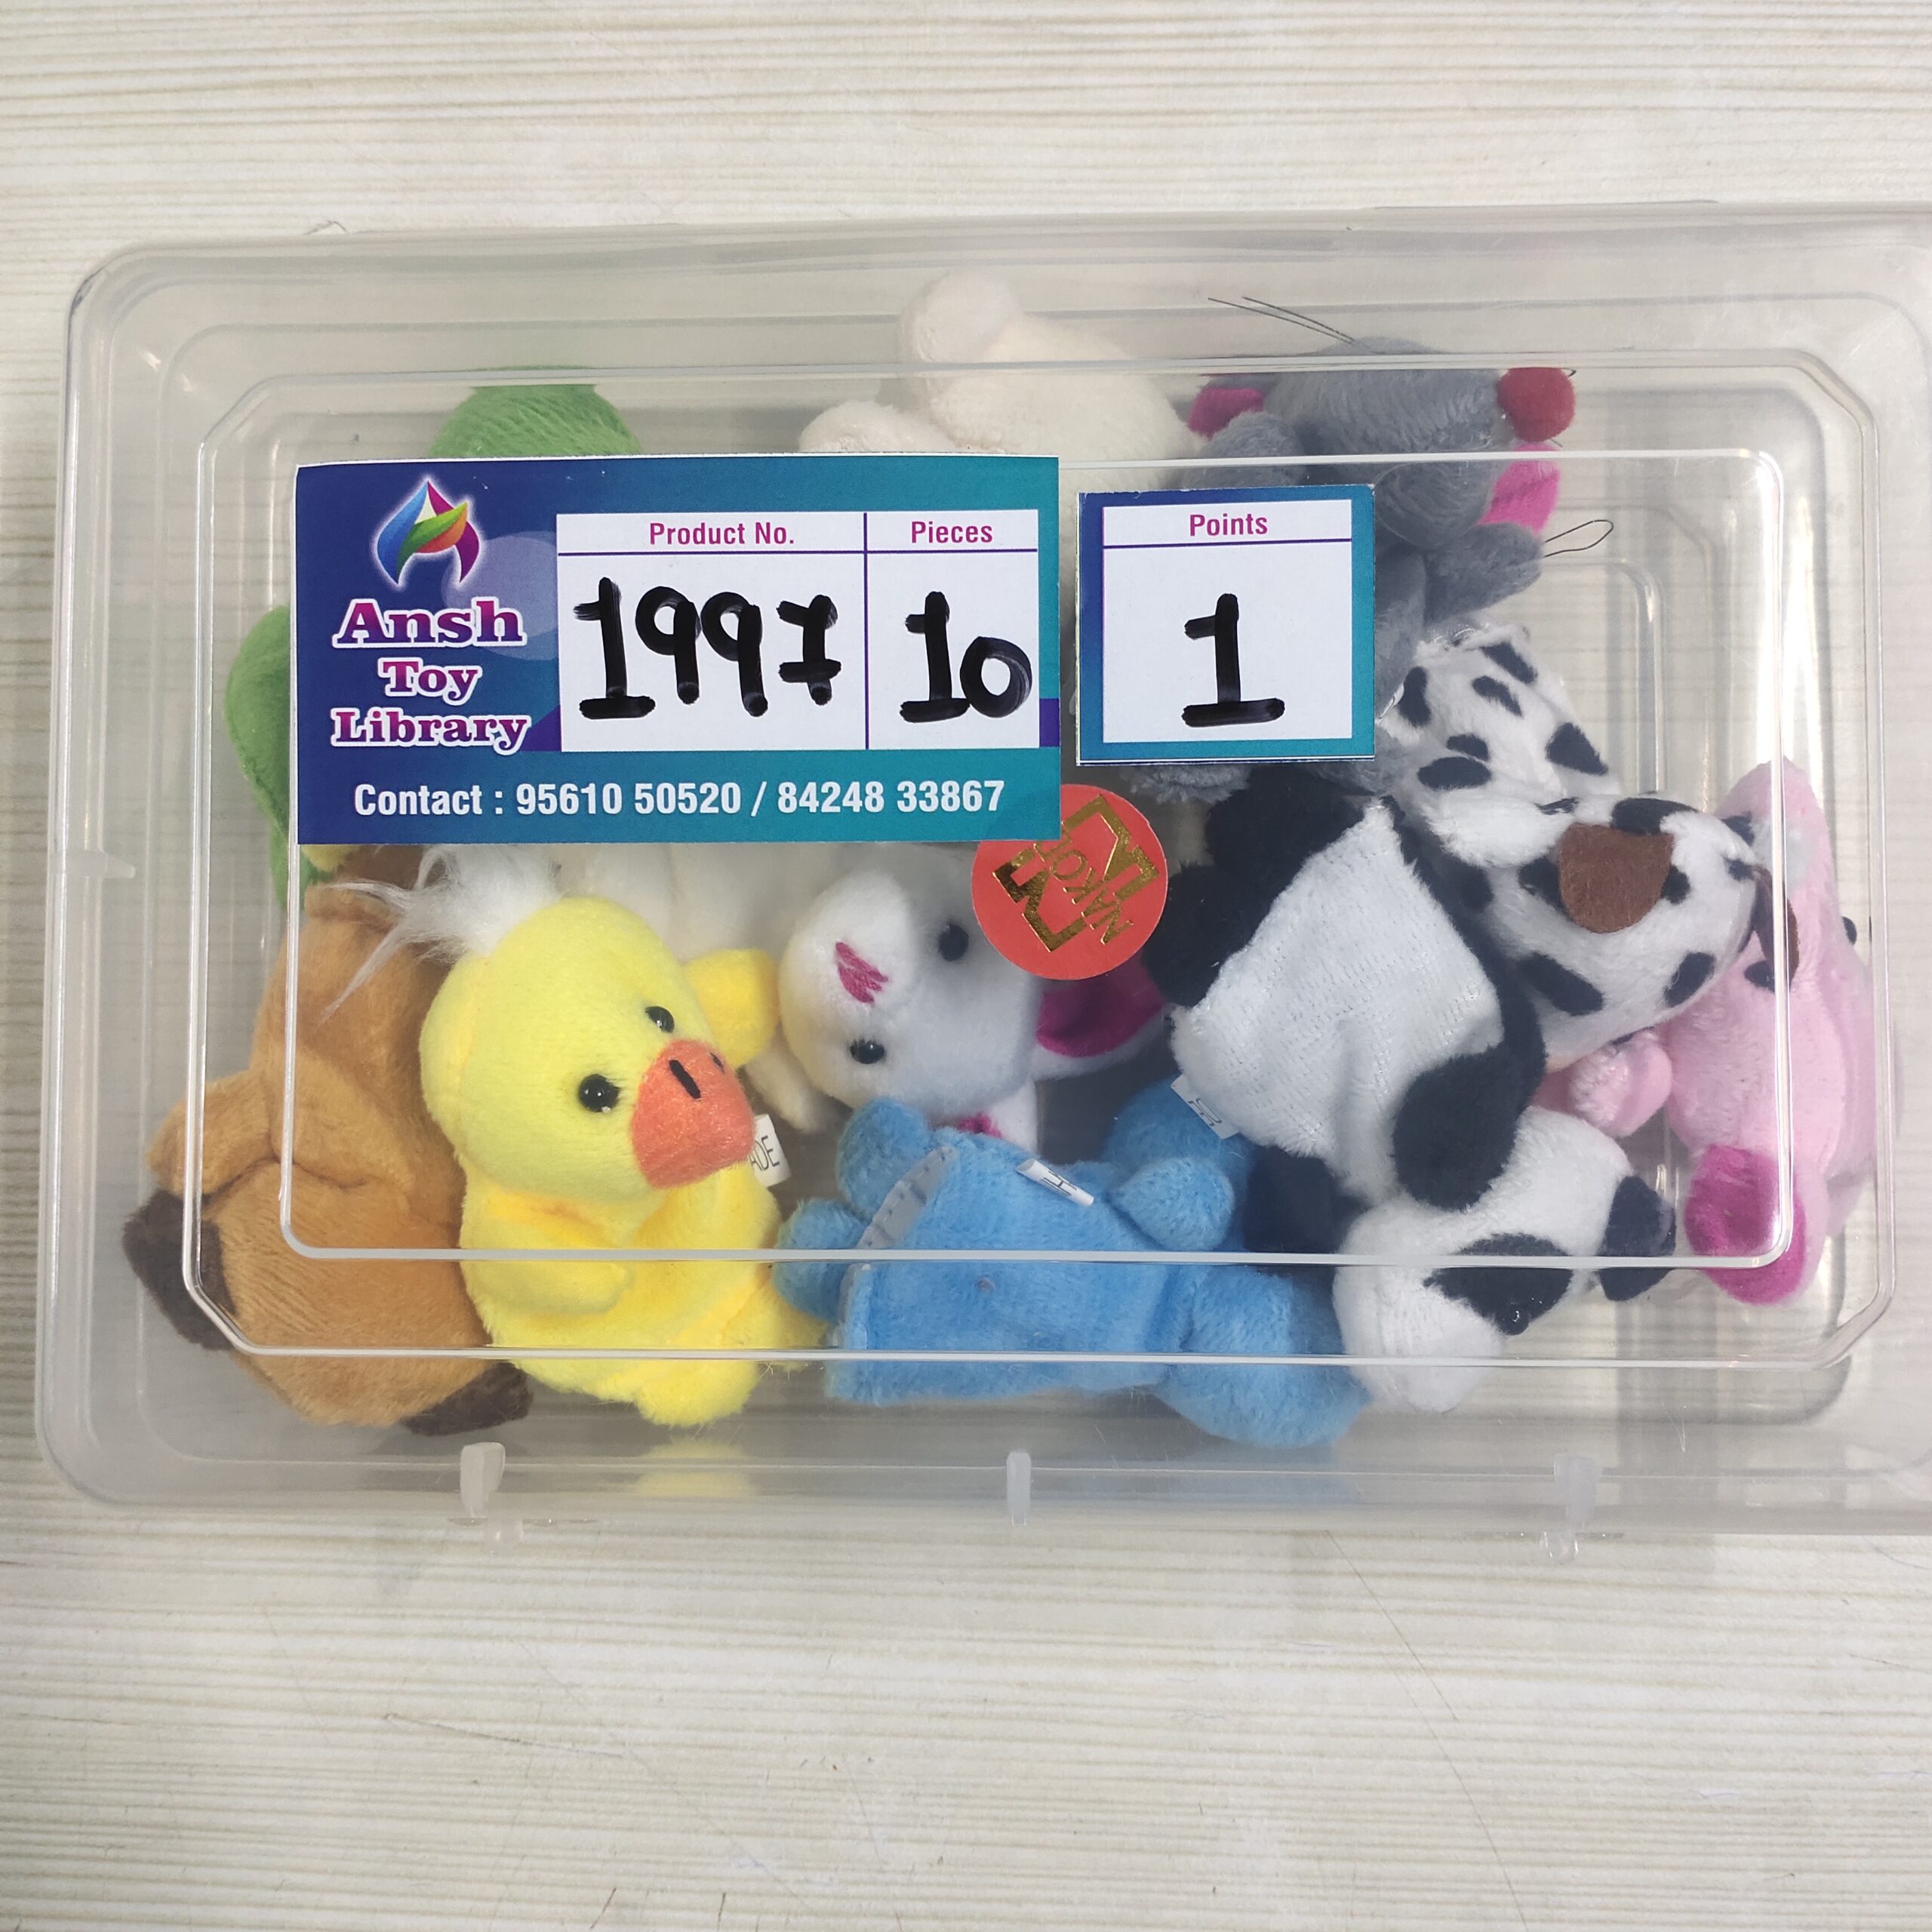 Ansh
Toy
Library
Product No.
Pieces
1997
10
Contact : 95610 50520 / 84248 33867
Points
1